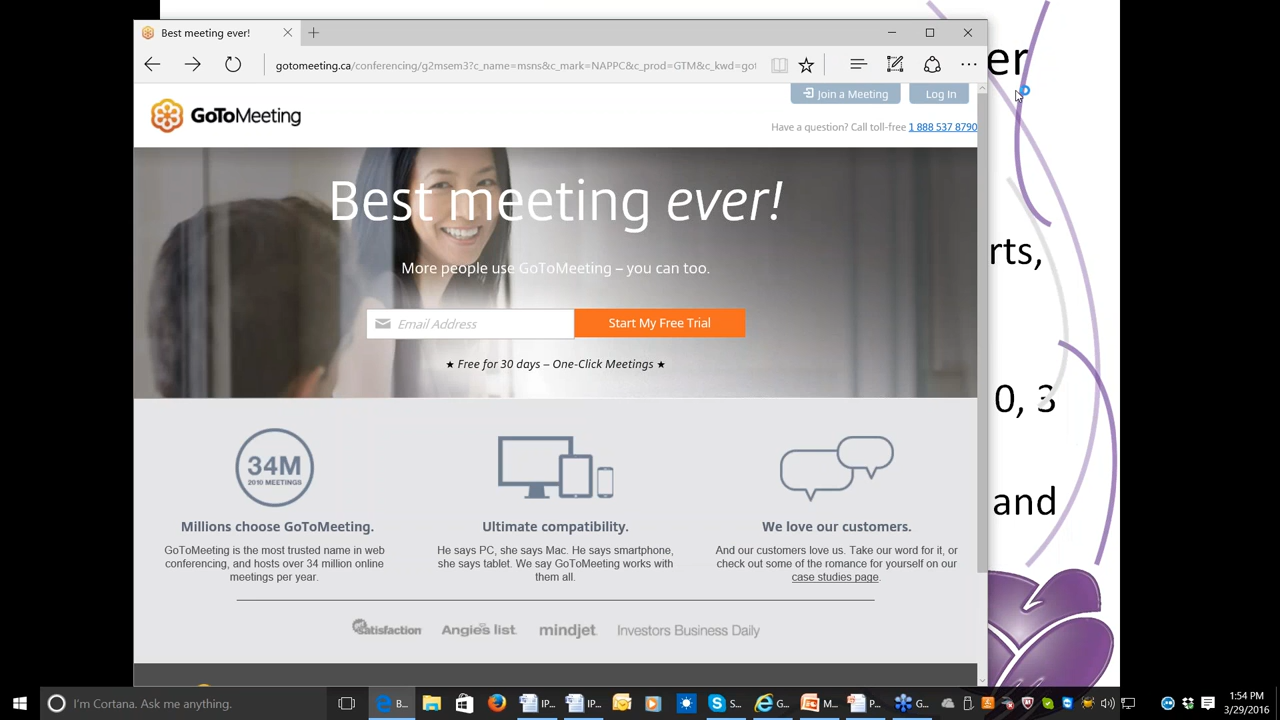 Best meeting ever!
gotomeeting.ca/conferencing/g2msem3?c_name=msns&c_mark=NAPPC&c_prod=GTM&c_kwd=go
er
Join a Meeting
Log In
GoToMeeting
Have a question? Call toll-free 1 888 537 8790
Best meeting ever!
More people use GoToMeeting – you can too.
rts,
Email Address
Start My Free Trial
★ Free for 30 days – One-Click Meetings ★
0, 3
34M
2010 MEETINGS
Millions choose GoToMeeting.
GoToMeeting is the most trusted name in web
conferencing, and hosts over 34 million online
meetings per year.
Ultimate compatibility.
He says PC, she says Mac. He says smartphone,
she says tablet. We say GoToMeeting works with
them all.
We love our customers.
And our customers love us. Take our word for it, or
check out some of the romance for yourself on our
case studies page.
and
Satisfaction
Angie's list
mindjet
Investors Business Daily
I'm Cortana. Ask me anything.
B...
IP...
IP...
S...
G...
M...
P...
G...
1:54 PM
3/29/2016